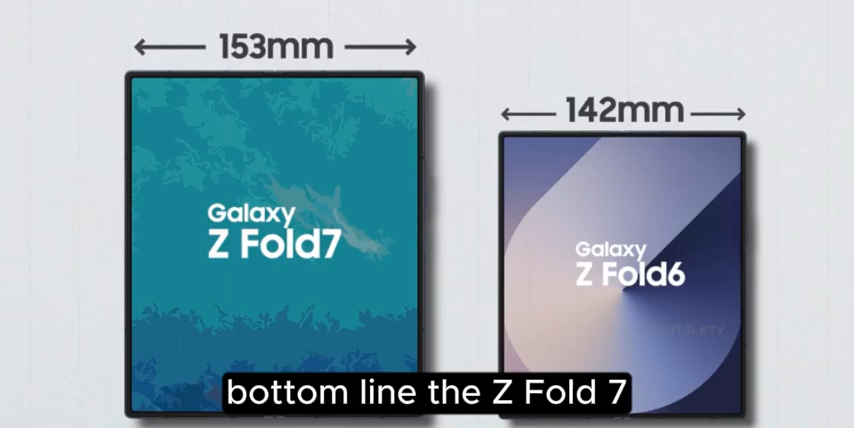 153mm
142mm
Galaxy
Z Fold7
Galaxy
Z Fold6
bottom line the Z Fold 7